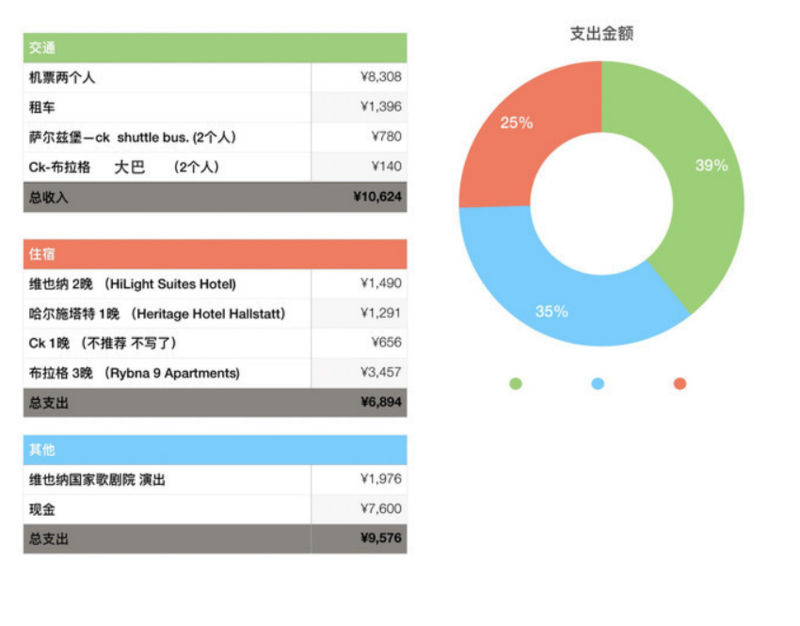 交通
机票两个人 ¥8,308
租车 ¥1,396
萨尔兹堡—ck shuttle bus. (2个人） ¥780
Ck-布拉格 大巴 （2个人） ¥140
总收入 ¥10,624
住宿
维也纳 2晚 （HiLight Suites Hotel) ¥1,490
哈尔施塔特 1晚 （Heritage Hotel Hallstatt） ¥1,291
Ck 1晚 （不推荐 不写了） ¥656
布拉格 3晚 （Rybna 9 Apartments) ¥3,457
总支出 ¥6,894
其他
维也纳国家歌剧院 演出 ¥1,976
现金 ¥7,600
总支出 ¥9,576
支出金额
25%
39%
35%